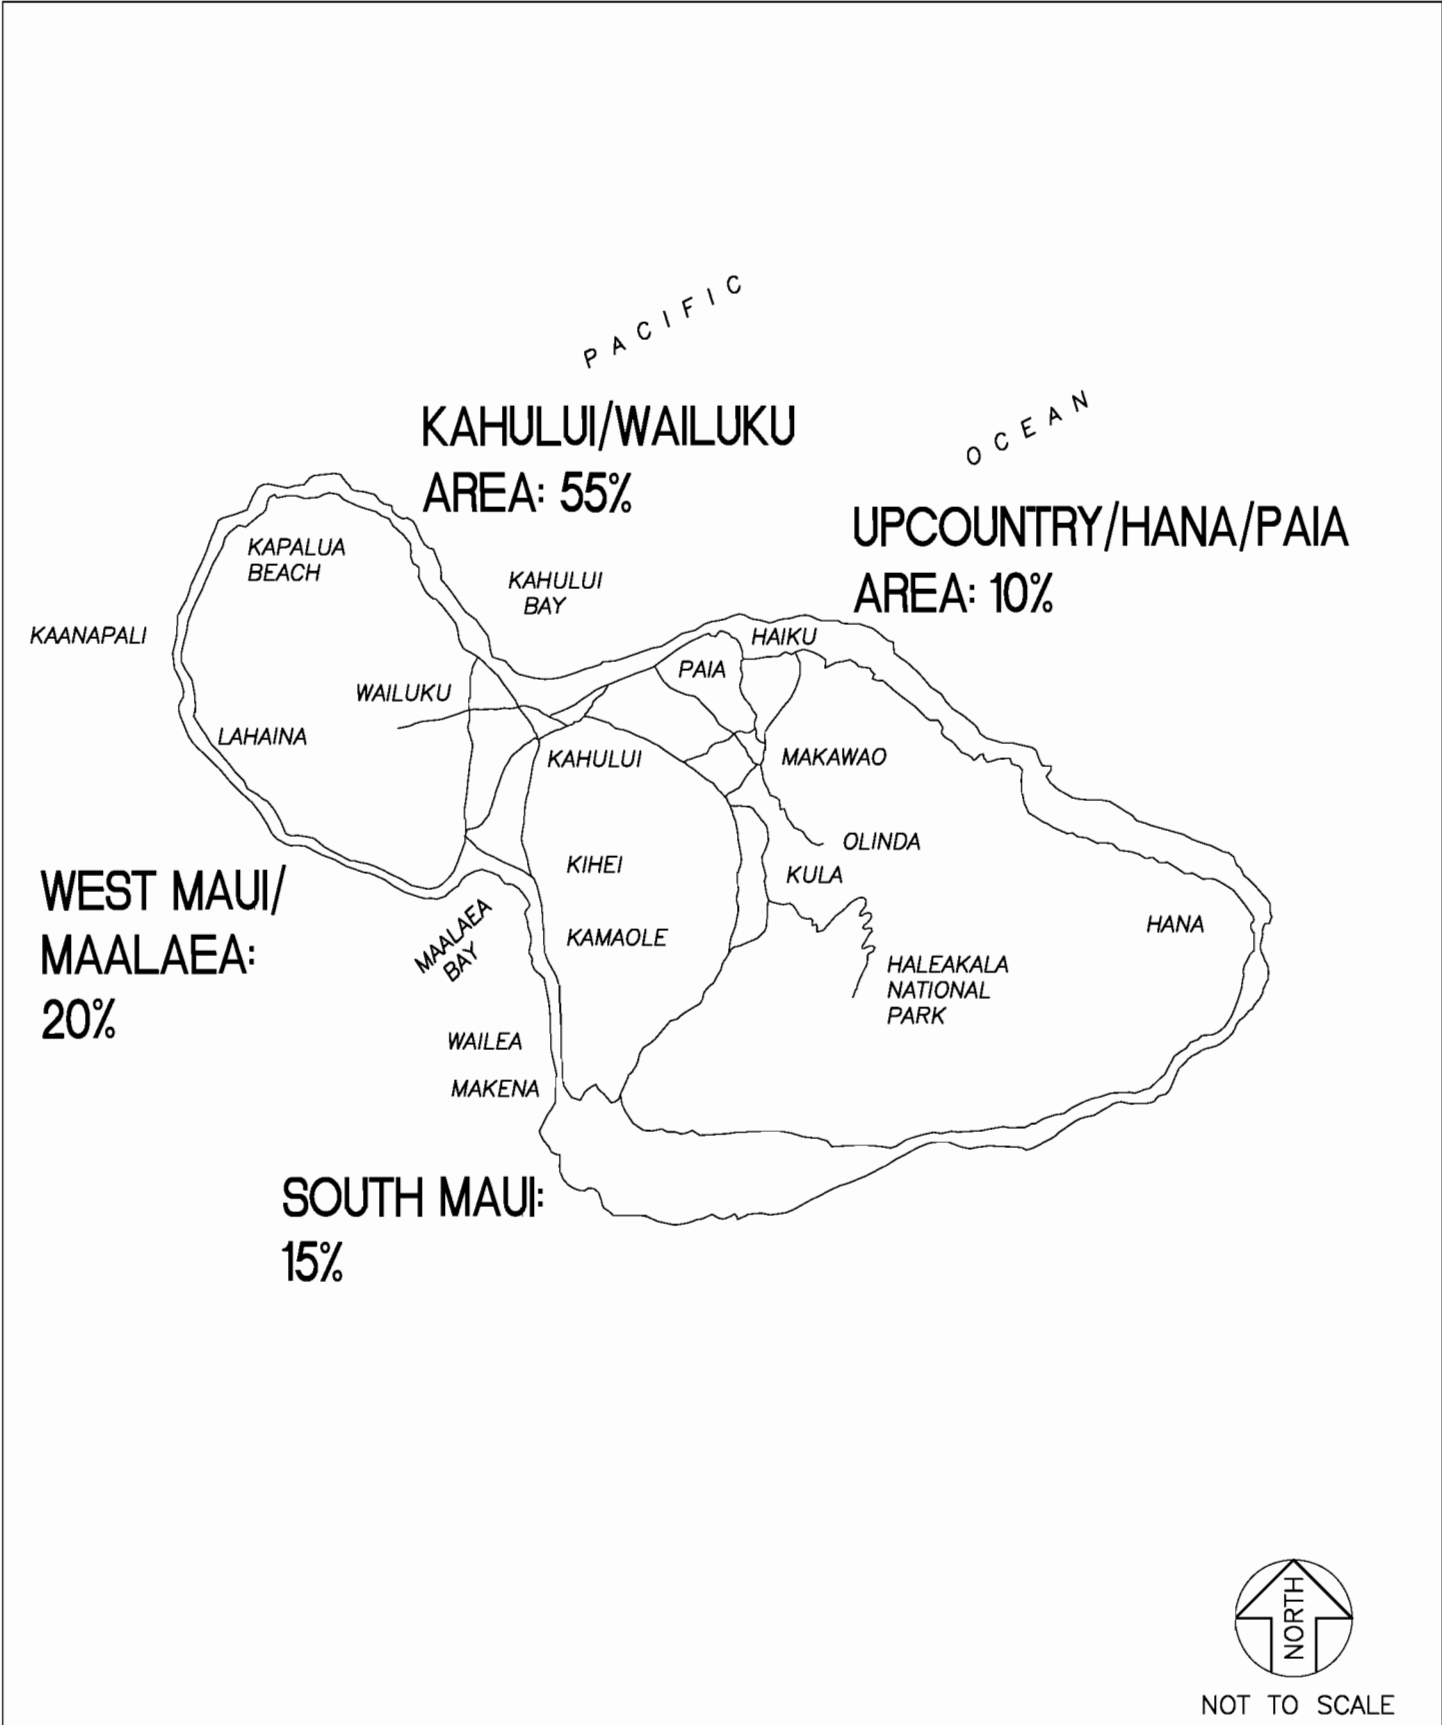 PACIFIC
OCEAN
KAHULUI/WAILUKU
AREA: 55%
UPCOUNTRY/HANA/PAIA
AREA: 10%
KAPALUA
BEACH
KAHULUI
BAY
KAANAPALI
HAIKU
PAIA
WAILUKU
LAHAINA
KAHULUI
MAKAWAO
OLINDA
KIHEI
KULA
WEST MAUI/
MAALAEA:
20%
MAALAEA
BAY
KAMAOLE
HANA
HALEAKALA
NATIONAL
PARK
WAILEA
MAKENA
SOUTH MAUI:
15%
NORTH
NOT TO SCALE